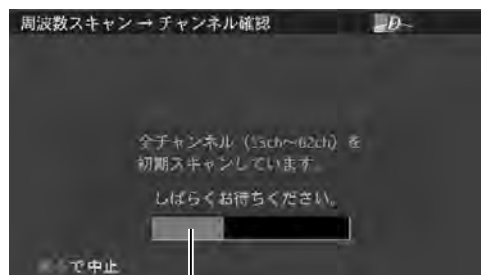 周波数スキャン → チャンネル確認
全チャンネル（13ch～62ch）を
初期スキャンしています。
しばらくお待ちください。
で中止